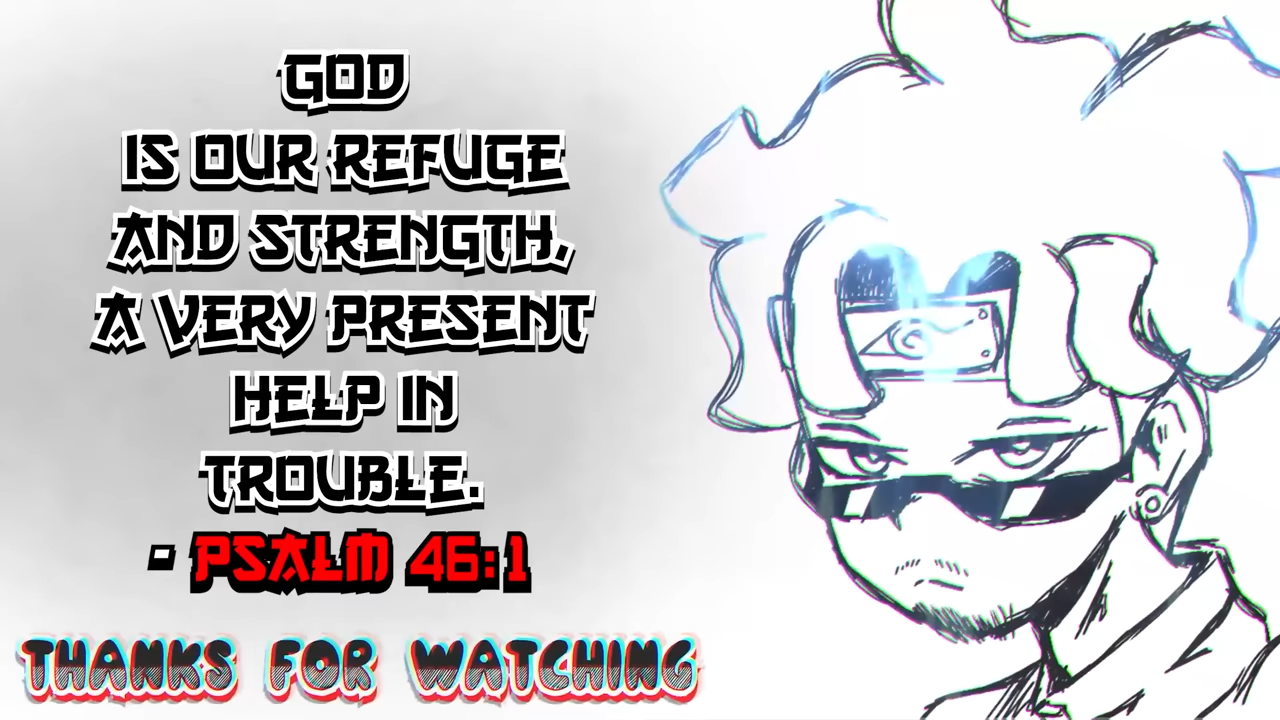 GOD
IS OUR REFUGE
AND STRENGTH,
A VERY PRESENT
HELP IN
TROUBLE.
- PSALM 46:1
THANKS FOR WATCHING